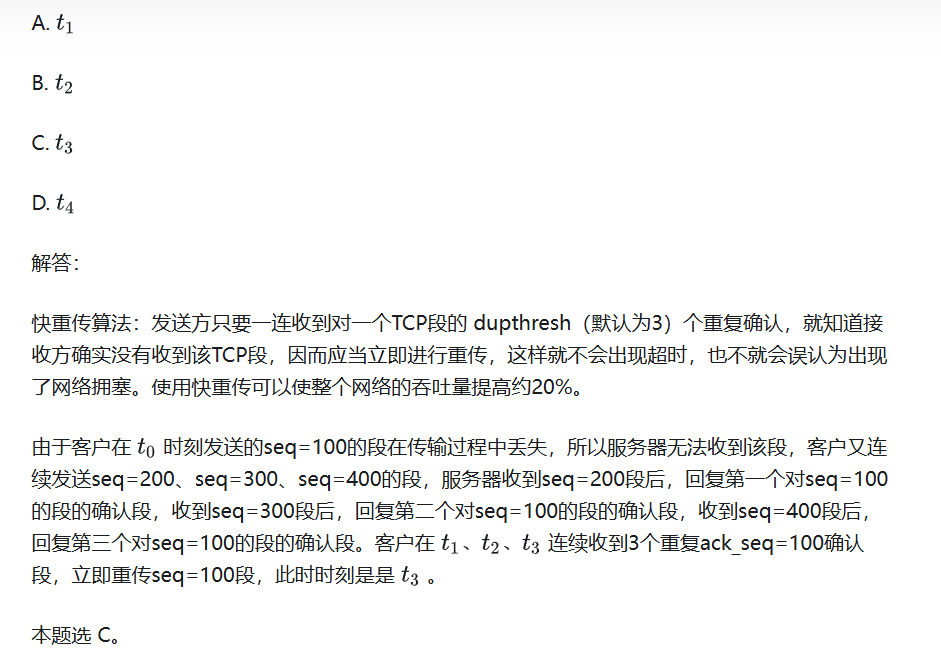 A. t₁
B. t₂
C. t₃
D. t₄
解答：
快重传算法：发送方只要一连收到对一个TCP段的 dupthresh（默认为3）个重复确认，就知道接
收方确实没有收到该TCP段，因而应当立即进行重传，这样就不会出现超时，也不就会误认为出现
了网络拥塞。使用快重传可以使整个网络的吞吐量提高约20%。
由于客户在 t₀ 时刻发送的seq=100的段在传输过程中丢失，所以服务器无法收到该段，客户又连
续发送seq=200、seq=300、seq=400的段，服务器收到seq=200段后，回复第一个对seq=100
的段的确认段，收到seq=300段后，回复第二个对seq=100的段的确认段，收到seq=400段后，
回复第三个对seq=100的段的确认段。客户在 t₁、t₂、t₃ 连续收到3个重复ack_seq=100确认
段，立即重传seq=100段，此时时刻是是 t₃ 。
本题选 C。